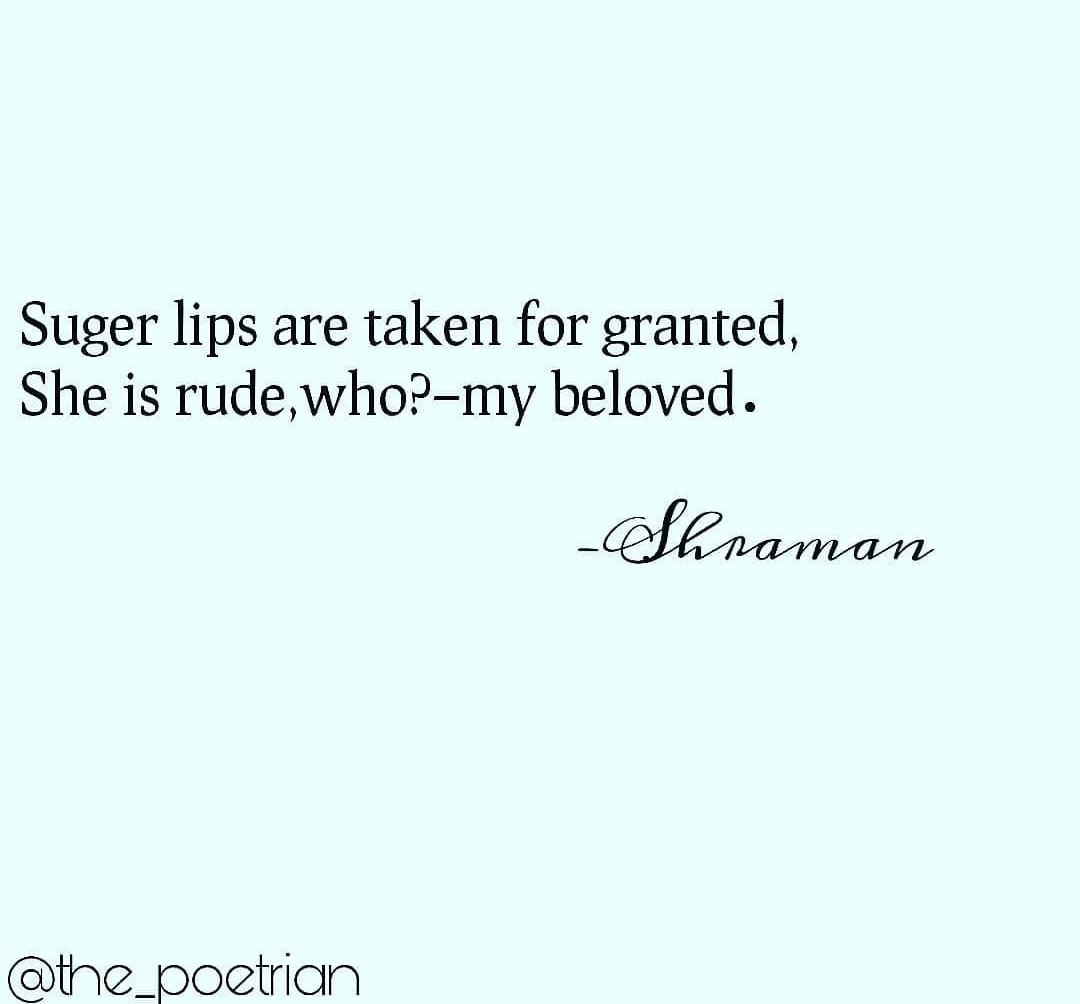 Suger lips are taken for granted,
She is rude,who?–my beloved.
-Shraman
@the_poetrian